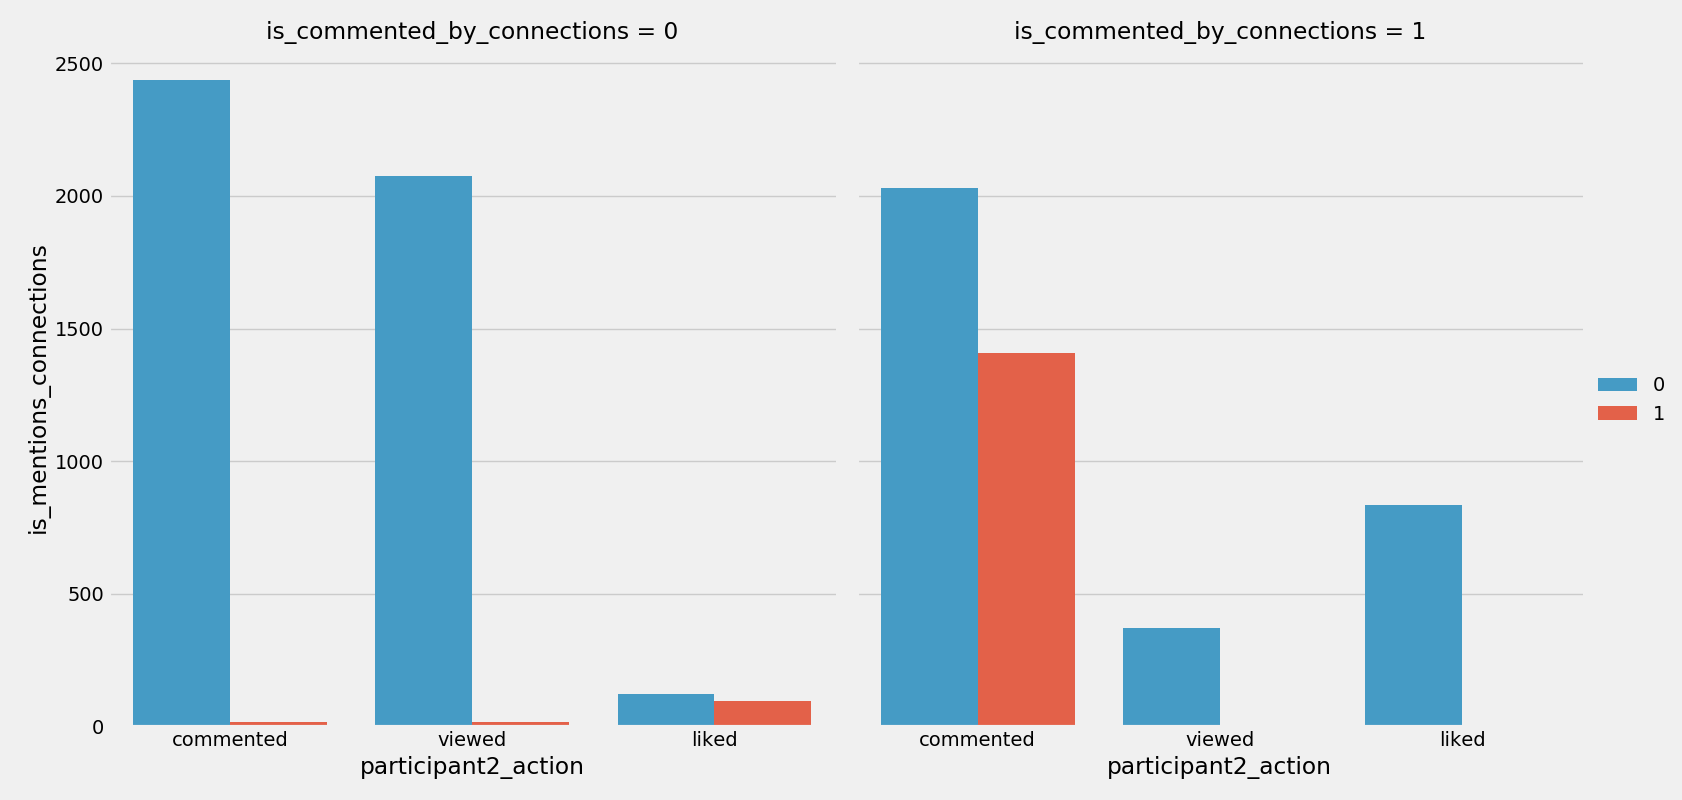 is_commented_by_connections = 0
is_commented_by_connections = 1
is_mentions_connections
2500
2000
1500
1000
500
0
commented viewed liked
commented viewed liked
participant2_action
participant2_action
0
1